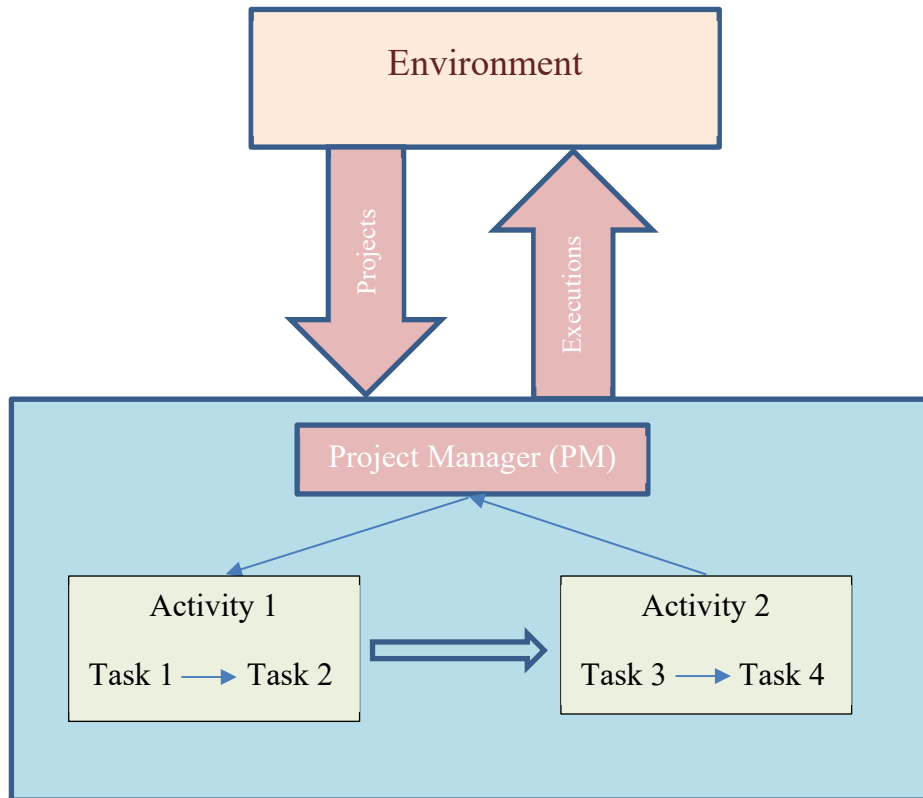 Environment
Projects
Executions
Project Manager (PM)
Activity 1
Task 1
Task 2
Activity 2
Task 3
Task 4